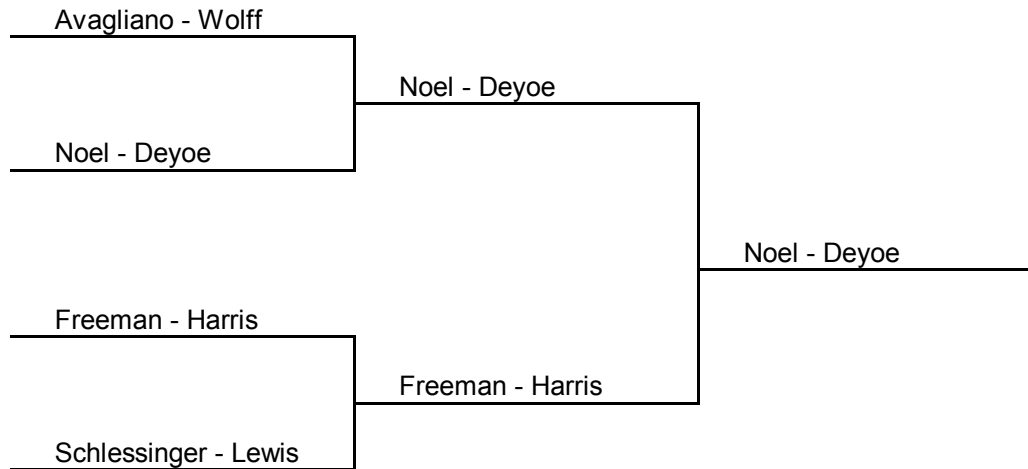 Avagliano - Wolff
Noel - Deyoe
Noel - Deyoe
Noel - Deyoe
Freeman - Harris
Freeman - Harris
Schlessinger - Lewis